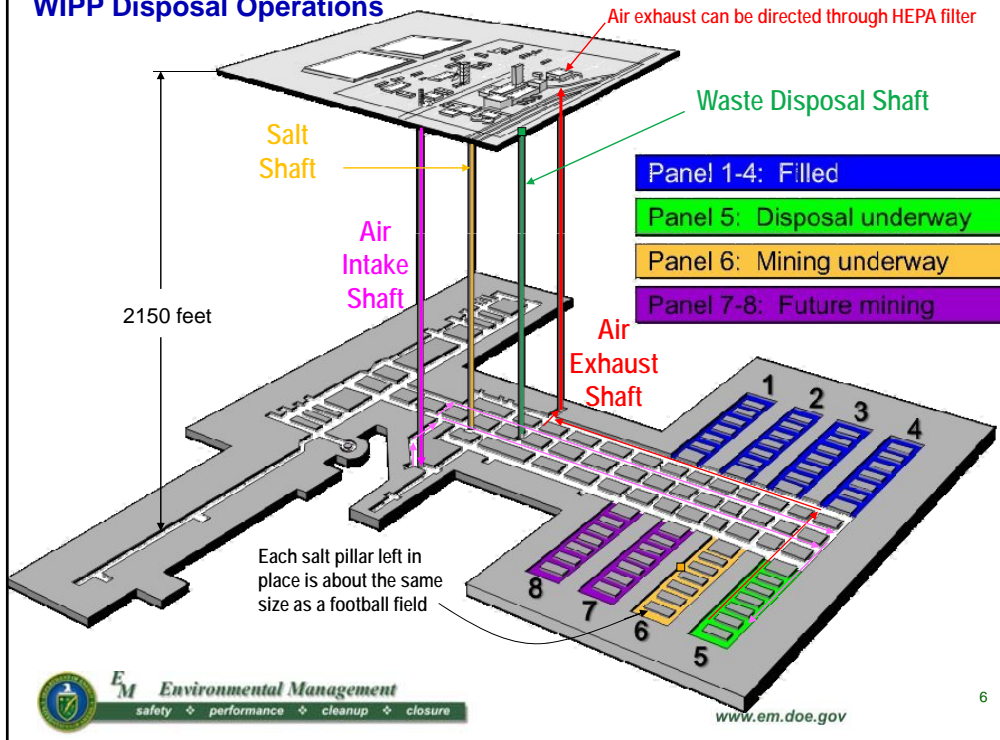 WIPP Disposal Operations
Air exhaust can be directed through HEPA filter
Waste Disposal Shaft
Salt
Shaft
Panel 1-4: Filled
Panel 5: Disposal underway
Panel 6: Mining underway
Panel 7-8: Future mining
Air
Intake
Shaft
2150 feet
Air
Exhaust
Shaft
1
2
3
4
Each salt pillar left in
place is about the same
size as a football field
8
7
6
5
EM Environmental Management
safety ❖ performance ❖ cleanup ❖ closure
www.em.doe.gov
6